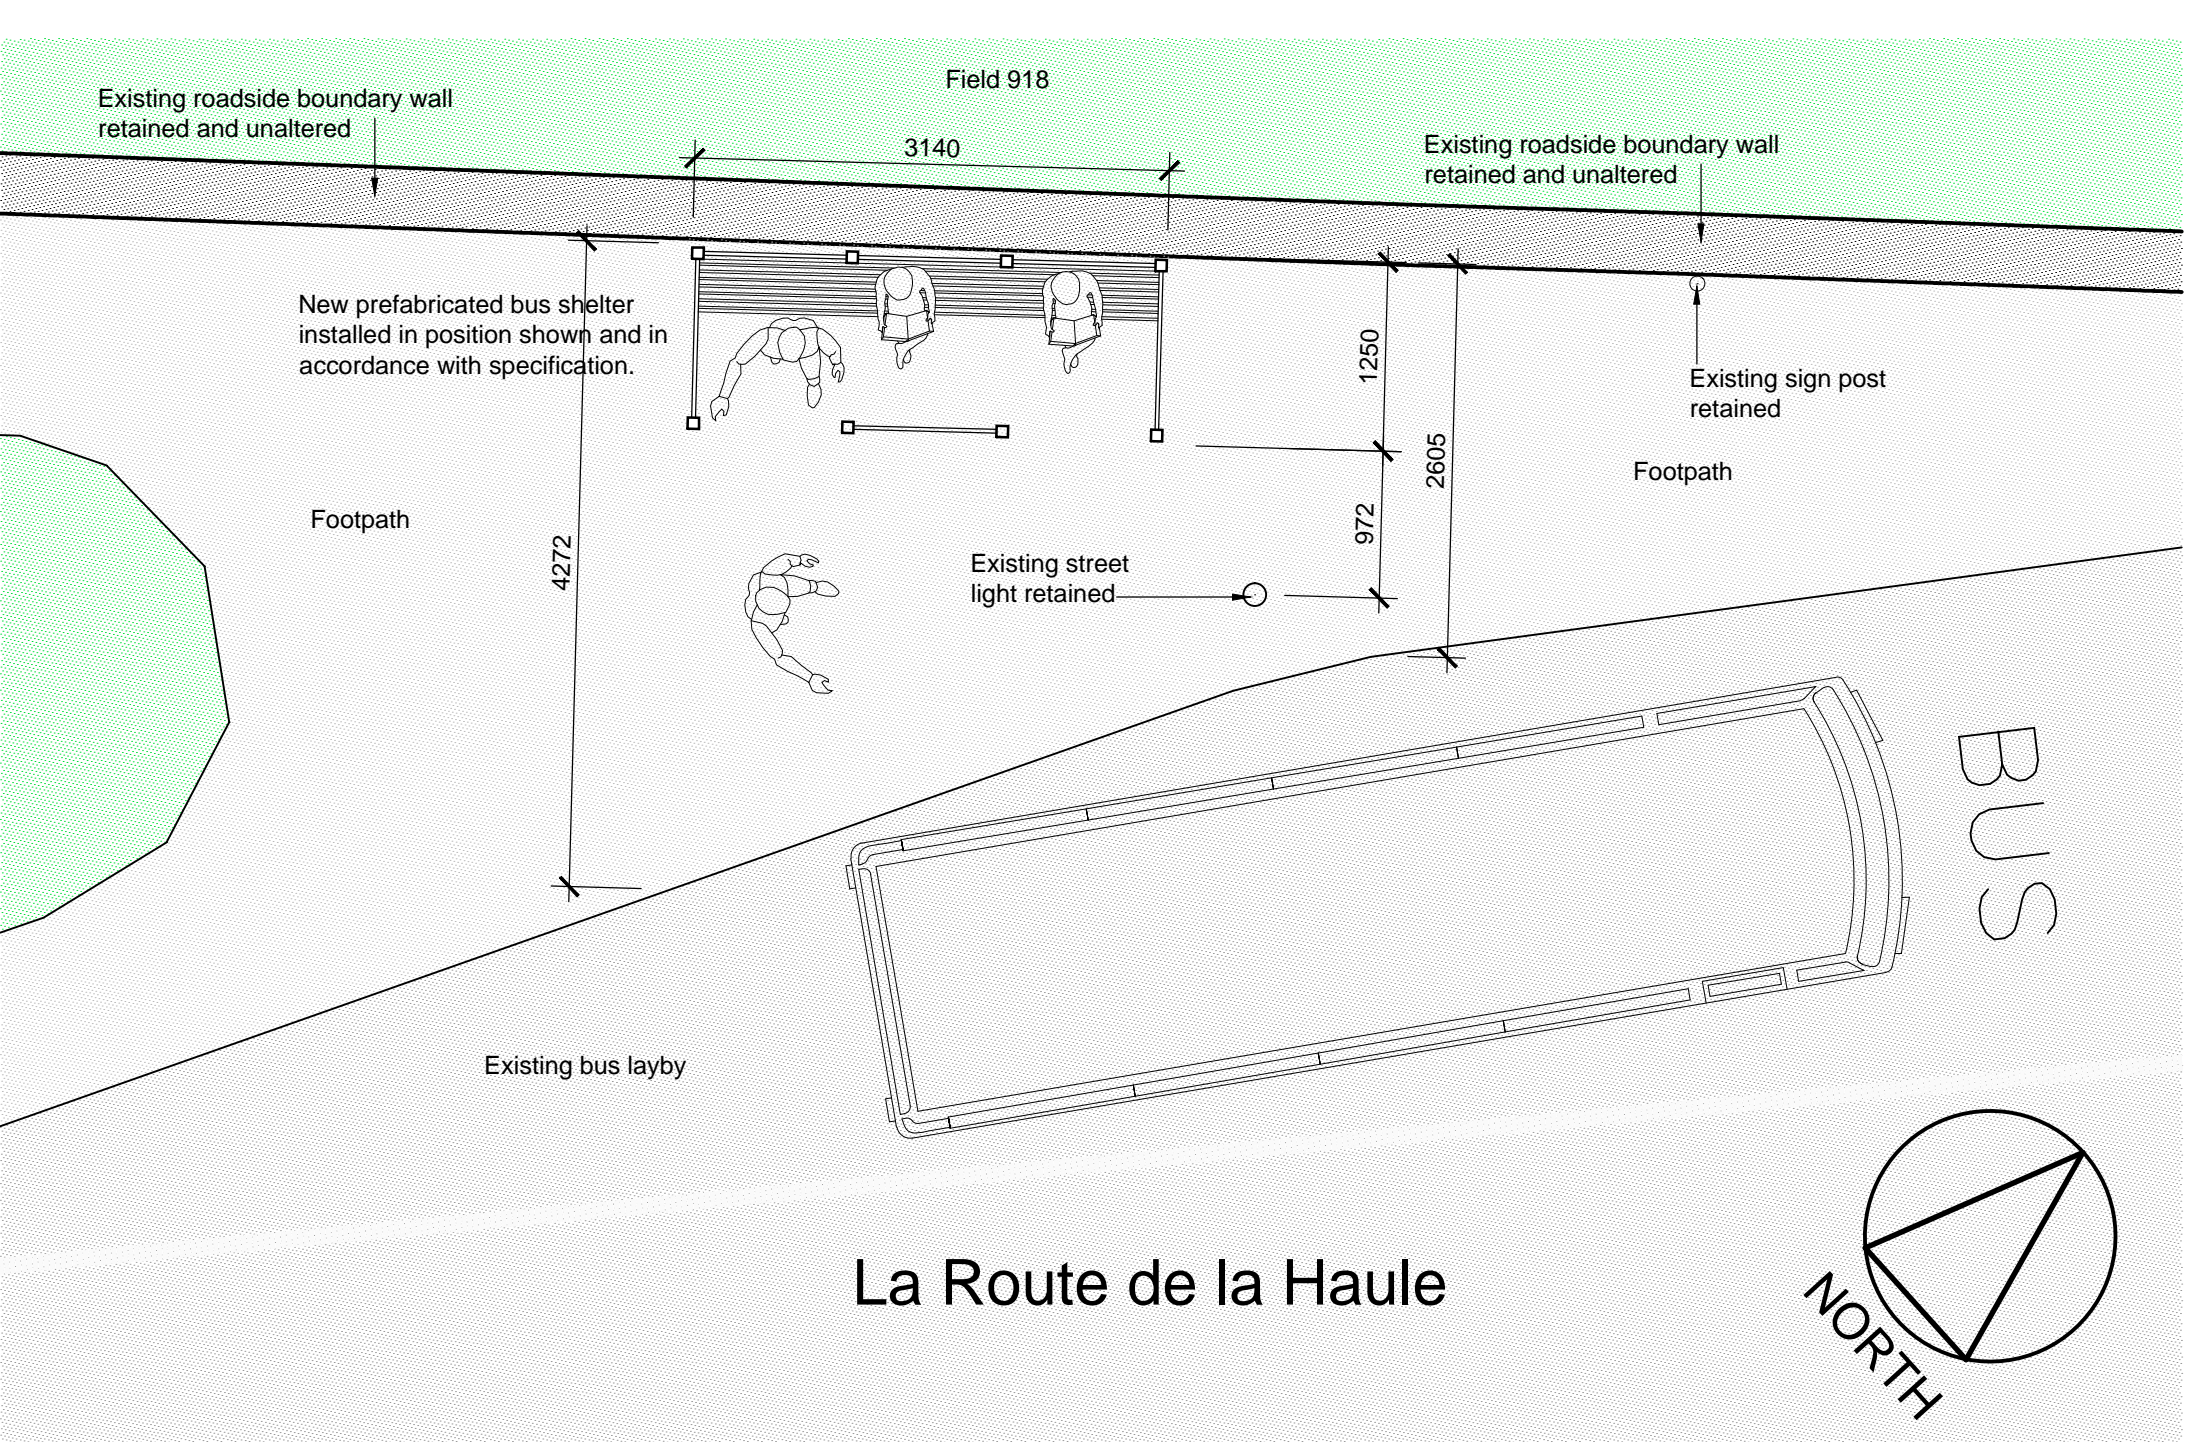 Field 918
Existing roadside boundary wall
retained and unaltered
3140
Existing roadside boundary wall
retained and unaltered
New prefabricated bus shelter
installed in position shown and in
accordance with specification.
1250
2605
Existing sign post
retained
Footpath
Footpath
972
4272
Existing street
light retained
BUS
Existing bus layby
La Route de la Haule
NORTH